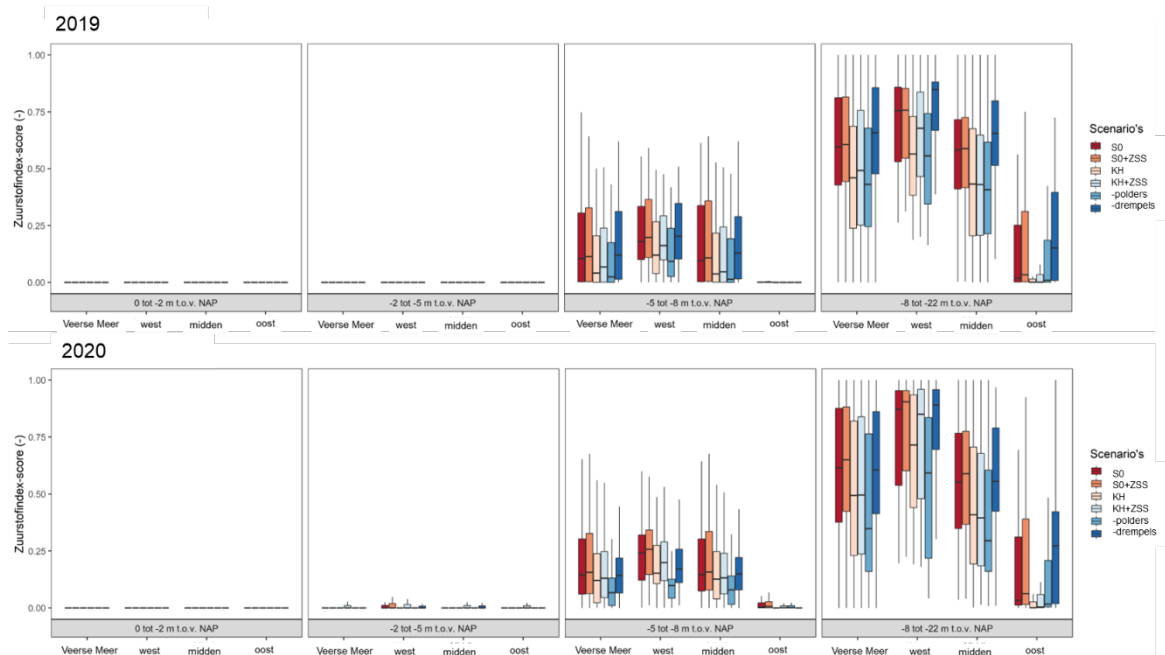 2019
Zuurstofindex-score (-)
1.00
0.75
0.50
0.25
0.00
0 tot -2 m t.o.v. NAP
-2 tot -5 m t.o.v. NAP
-5 tot -8 m t.o.v. NAP
-8 tot -22 m t.o.v. NAP
Veerse Meer west midden oost
Veerse Meer west midden oost
Veerse Meer west midden oost
Veerse Meer west midden oost
Scenario's
S0
S0+ZSS
KH
KH+ZSS
-polders
-drempels
2020
Zuurstofindex-score (-)
1.00
0.75
0.50
0.25
0.00
0 tot -2 m t.o.v. NAP
-2 tot -5 m t.o.v. NAP
-5 tot -8 m t.o.v. NAP
-8 tot -22 m t.o.v. NAP
Veerse Meer west midden oost
Veerse Meer west midden oost
Veerse Meer west midden oost
Veerse Meer west midden oost
Scenario's
S0
S0+ZSS
KH
KH+ZSS
-polders
-drempels